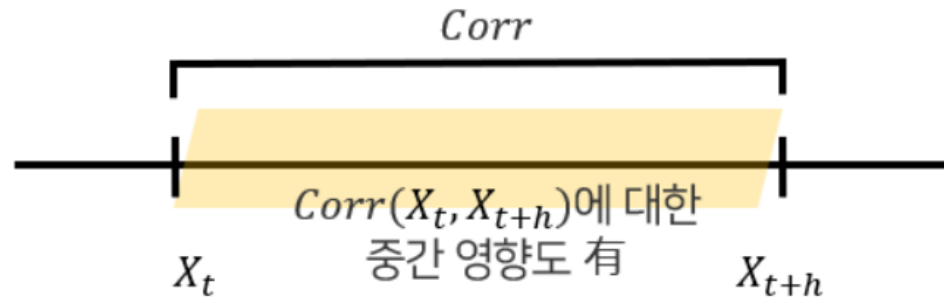 Corr
Corr(X_t, X_{t+h})에 대한
중간 영향도 有
X_t
X_{t+h}